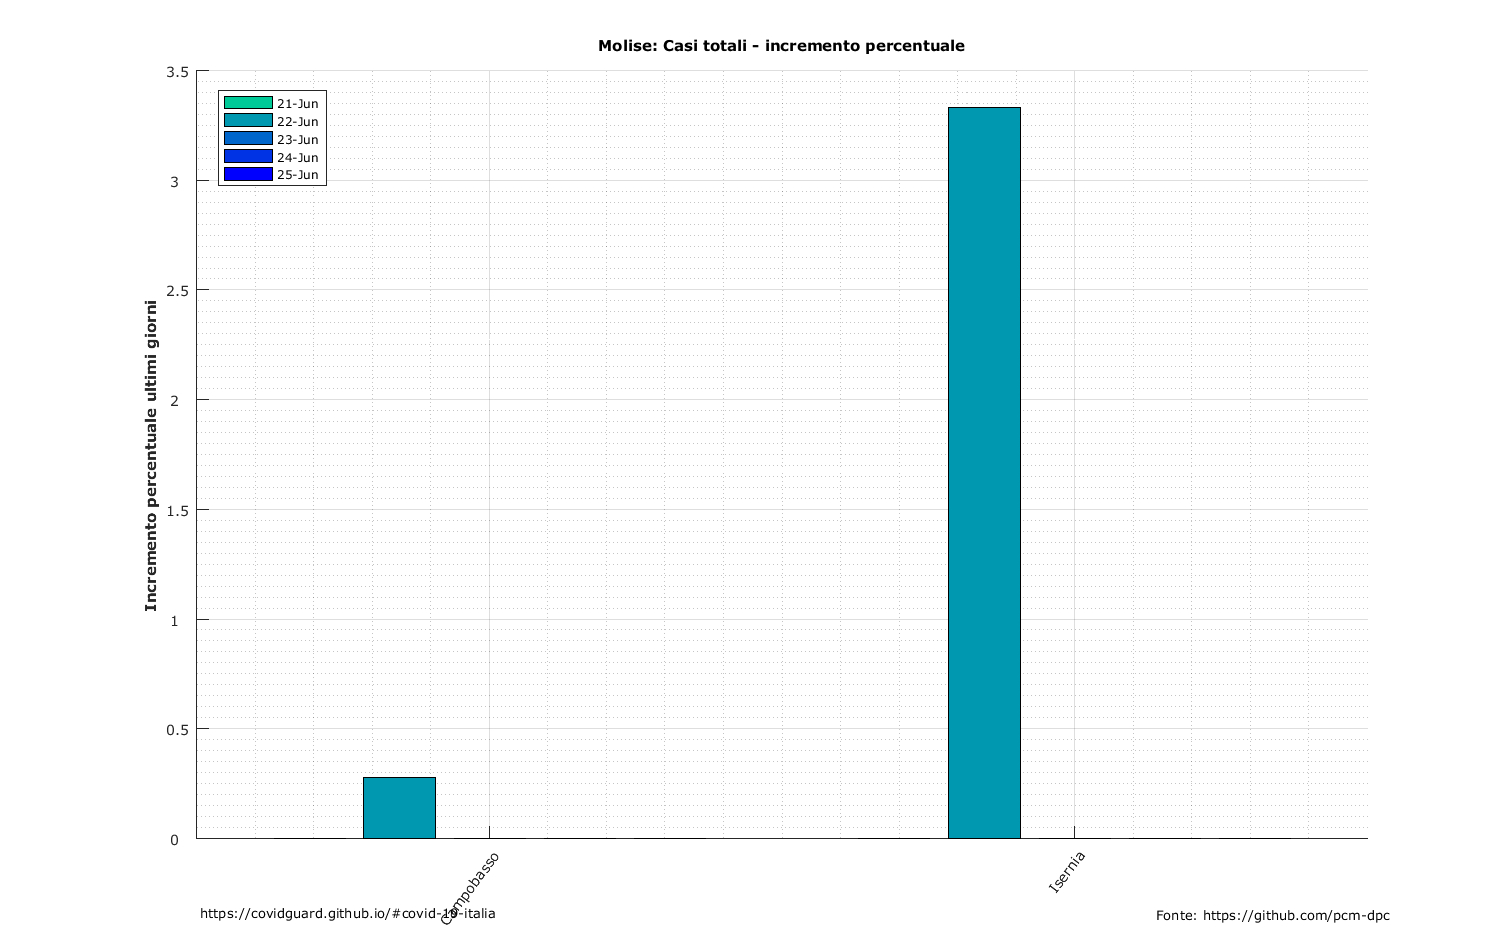 Molise: Casi totali - incremento percentuale
3.5
3
2.5
2
1.5
1
0.5
0
21-Jun
22-Jun
23-Jun
24-Jun
25-Jun
Incremento percentuale ultimi giorni
Campobasso
Isernia
https://covidguard.github.io/#covid-19-italia
Fonte: https://github.com/pcm-dpc